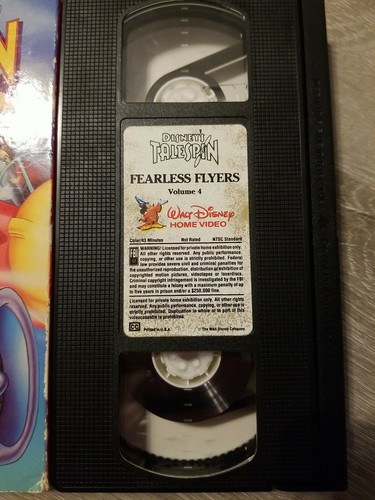 N
DISNEY'S
TALESPIN
FEARLESS FLYERS
Volume 4
WALT DISNEY
HOME VIDEO
Color/45 Minutes Not Rated NTSC Standard
FBI WARNING! Licensed for private home exhibition only.
All other rights reserved. Any public performance,
copying, or other use is strictly prohibited. Federal
law provides severe civil and criminal penalties for
the unauthorized reproduction, distribution or exhibition of
copyrighted motion pictures, videotapes or videodiscs.
Criminal copyright infringement is investigated by the FBI
and may constitute a felony with a maximum penalty of up
to five years in prison and/or a $250,000 fine.
Licensed for private home exhibition only. All other rights
reserved. Any public performance, copying, or other use is
strictly prohibited. Duplication in whole or in part of this
videocassette is prohibited.
Printed in U.S.A. © The Walt Disney Company